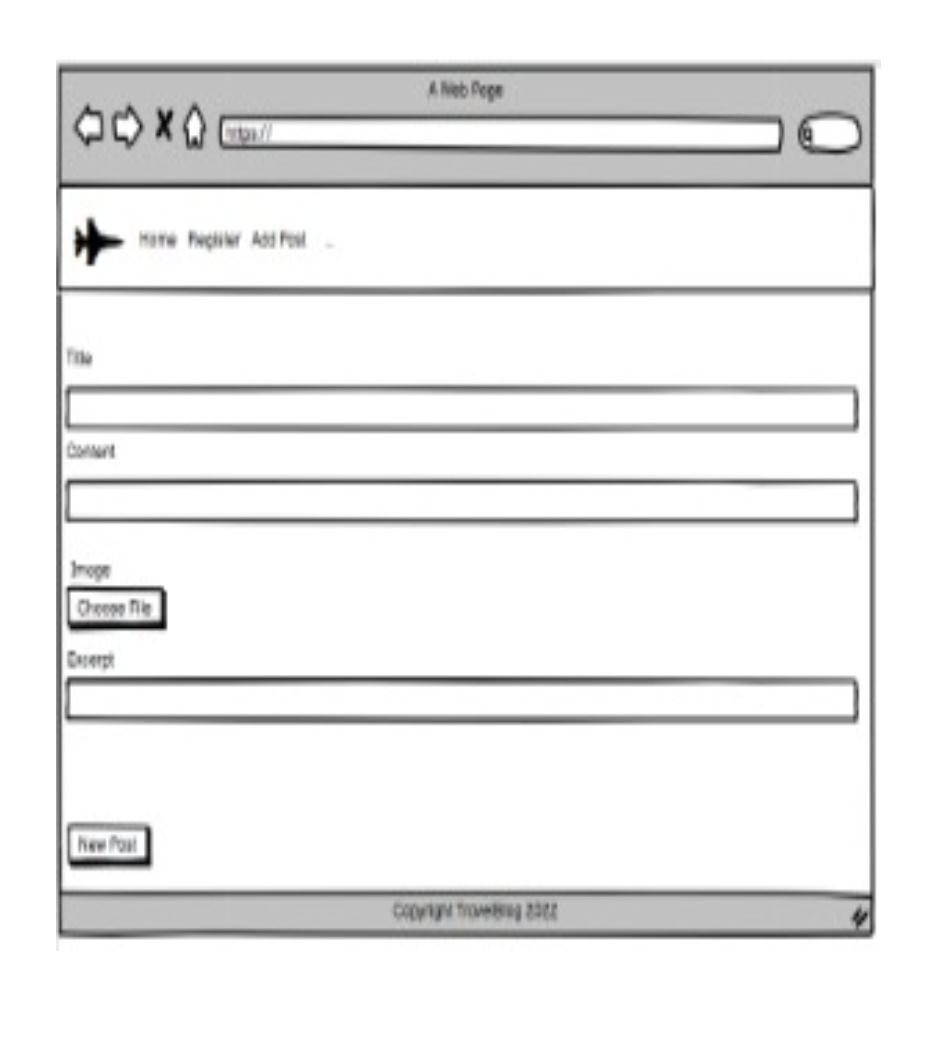 A Web Page
https://
Home Register Add Post ...
Title
Content
Image
Choose File
Excerpt
New Post
Copyright TravelBlog 2022